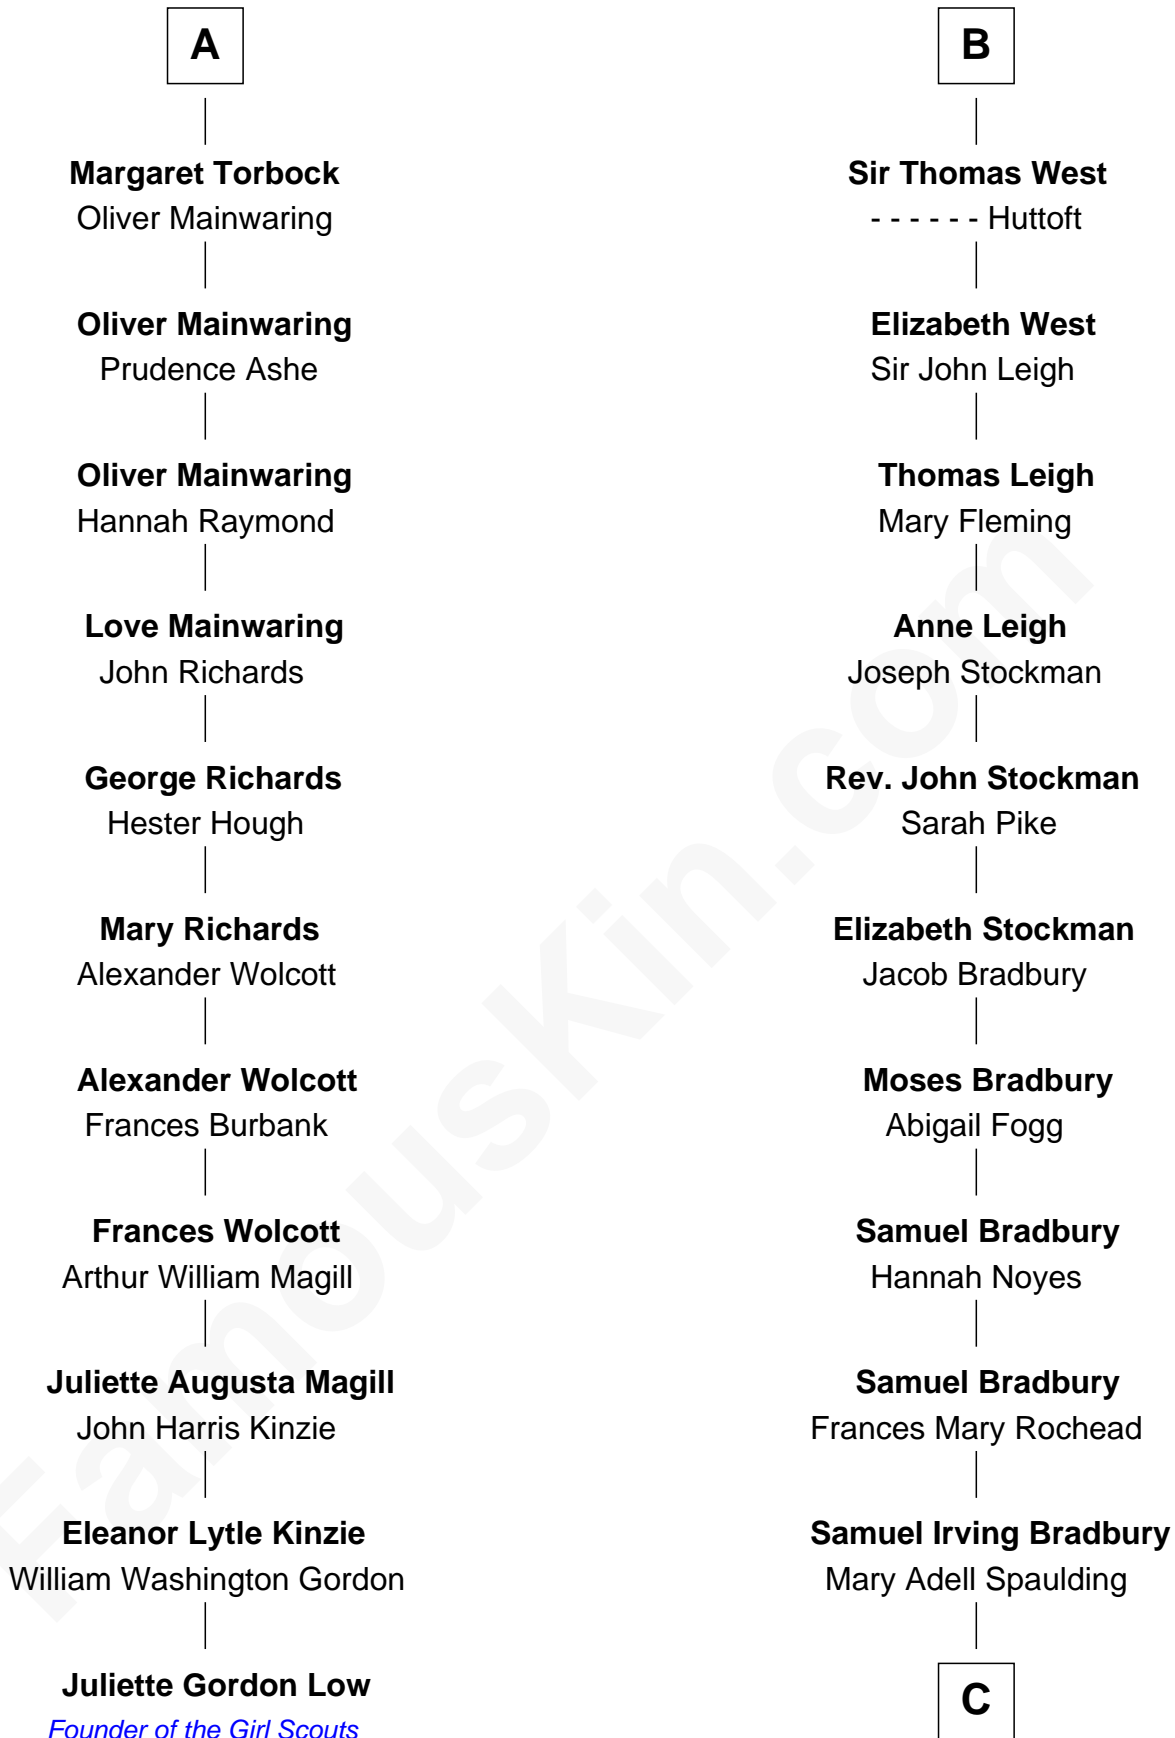 A
Margaret Torbock
Oliver Mainwaring
Oliver Mainwaring
Prudence Ashe
Oliver Mainwaring
Hannah Raymond
Love Mainwaring
John Richards
George Richards
Hester Hough
Mary Richards
Alexander Wolcott
Alexander Wolcott
Frances Burbank
Frances Wolcott
Arthur William Magill
Juliette Augusta Magill
John Harris Kinzie
Eleanor Lytle Kinzie
William Washington Gordon
Juliette Gordon Low
Founder of the Girl Scouts
B
Sir Thomas West
- - - - - - Huttoft
Elizabeth West
Sir John Leigh
Thomas Leigh
Mary Fleming
Anne Leigh
Joseph Stockman
Rev. John Stockman
Sarah Pike
Elizabeth Stockman
Jacob Bradbury
Moses Bradbury
Abigail Fogg
Samuel Bradbury
Hannah Noyes
Samuel Bradbury
Frances Mary Rochead
Samuel Irving Bradbury
Mary Adell Spaulding
C
FamousKin.com